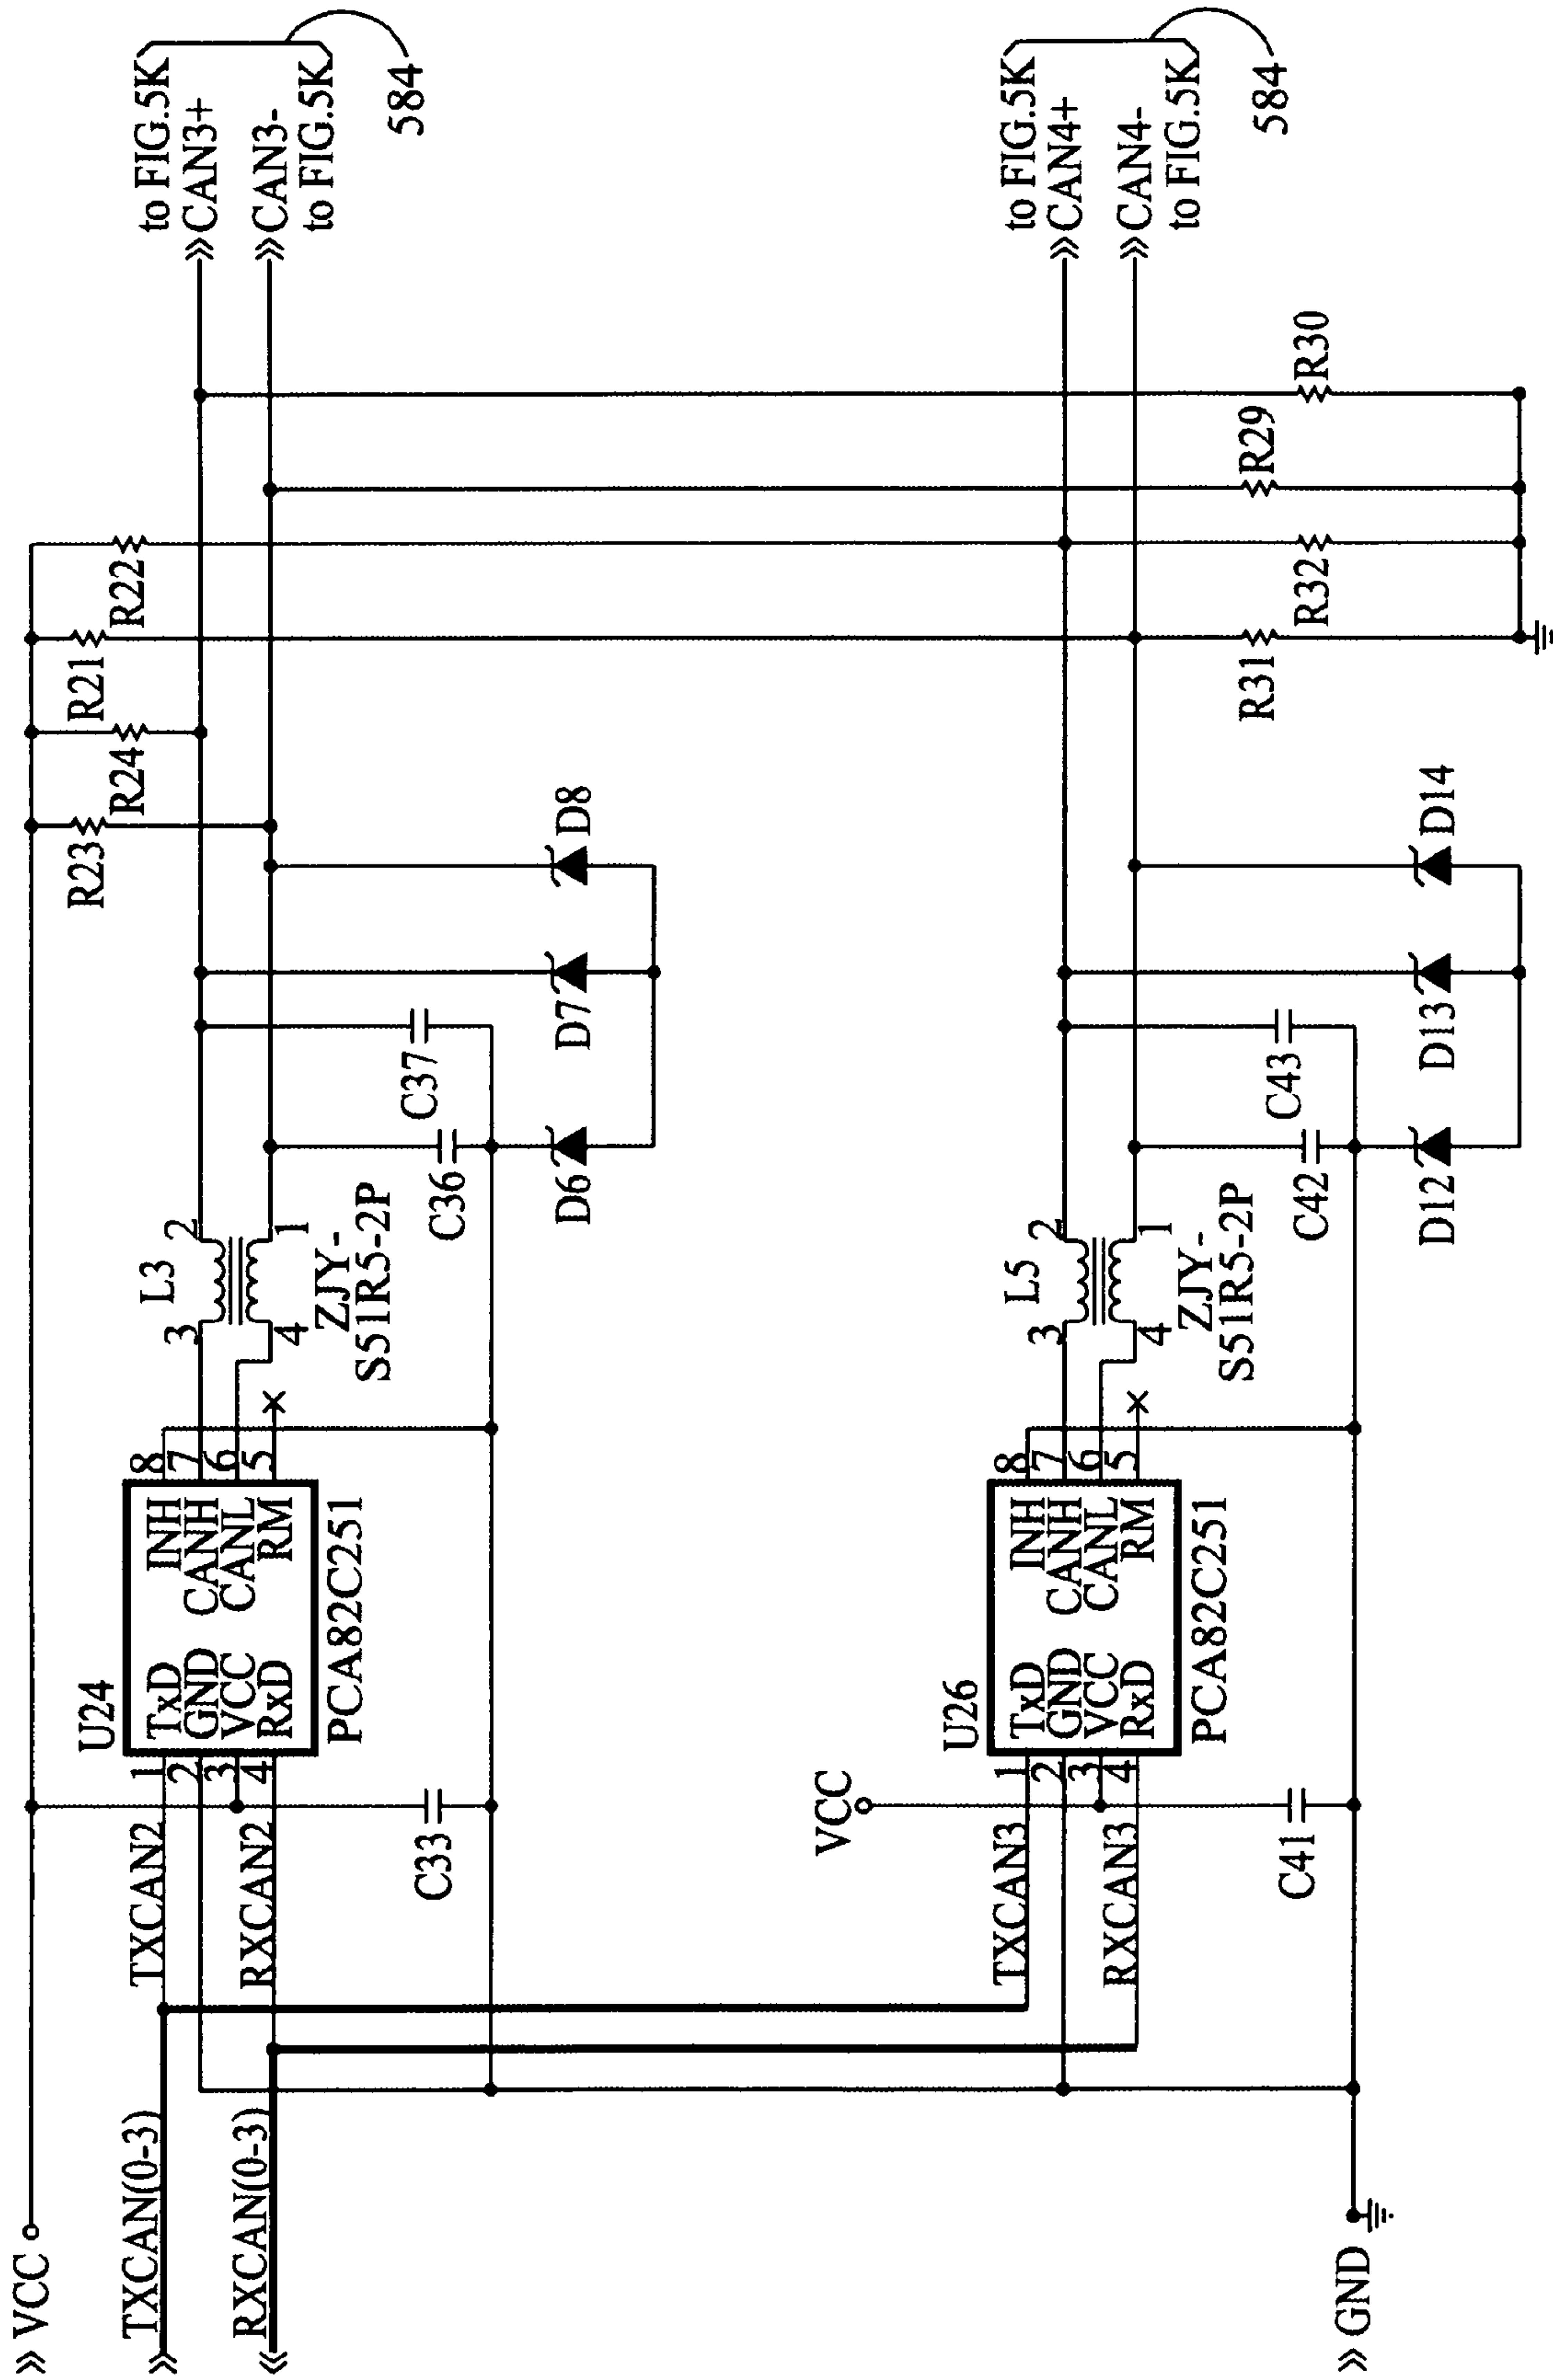 VCC
TXCAN(0-3)
RXCAN(0-3)
GND
TXCAN2
RXCAN2
C33
U24
1
2
3
4
TxD
GND
VCC
RxD
INH
CANH
CANL
RM
8
7
6
5
PCA82C251
L3
3
2
4
1
ZJY-
S51R5-2P
C36
C37
D6
D7
D8
R23
R24
R21
R22
to FIG.5K
CAN3+
CAN3-
to FIG.5K
584
VCC
TXCAN3
RXCAN3
C41
U26
1
2
3
4
TxD
GND
VCC
RxD
INH
CANH
CANL
RM
8
7
6
5
PCA82C251
L5
3
2
4
1
ZJY-
S51R5-2P
C42
C43
D12
D13
D14
R31
R32
R29
R30
to FIG.5K
CAN4+
CAN4-
to FIG.5K
584